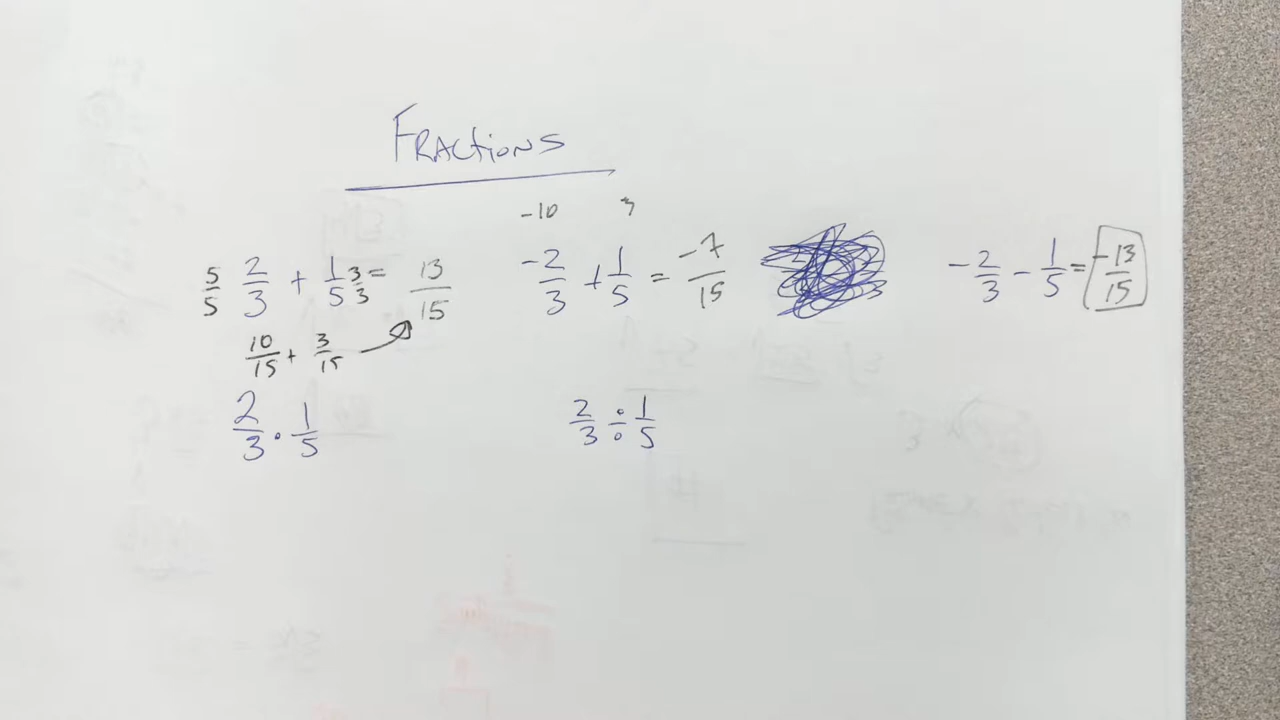 FRACTIONS
-10 3
5/5 2/3 + 1/5 3/3 = 13/15
-2/3 + 1/5 = -7/15
-2/3 - 1/5 = -13/15
10/15 + 3/15
2/3 · 1/5
2/3 ÷ 1/5